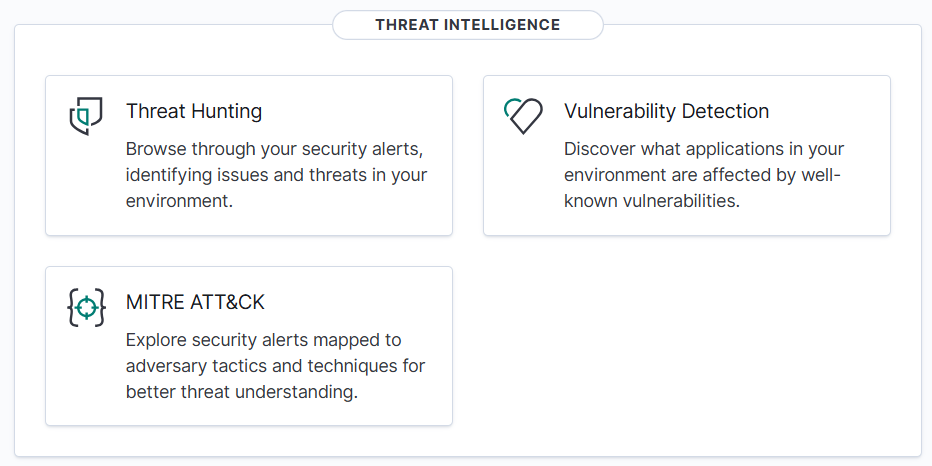 THREAT INTELLIGENCE
Threat Hunting
Browse through your security alerts,
identifying issues and threats in your
environment.
Vulnerability Detection
Discover what applications in your
environment are affected by well-
known vulnerabilities.
MITRE ATT&CK
Explore security alerts mapped to
adversary tactics and techniques for
better threat understanding.